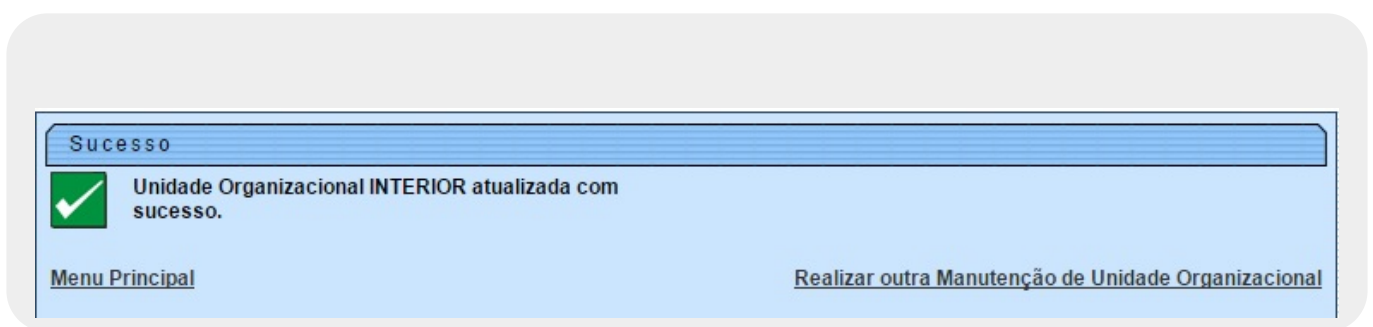 Sucesso
Unidade Organizacional INTERIOR atualizada com
sucesso.
Menu Principal
Realizar outra Manutenção de Unidade Organizacional